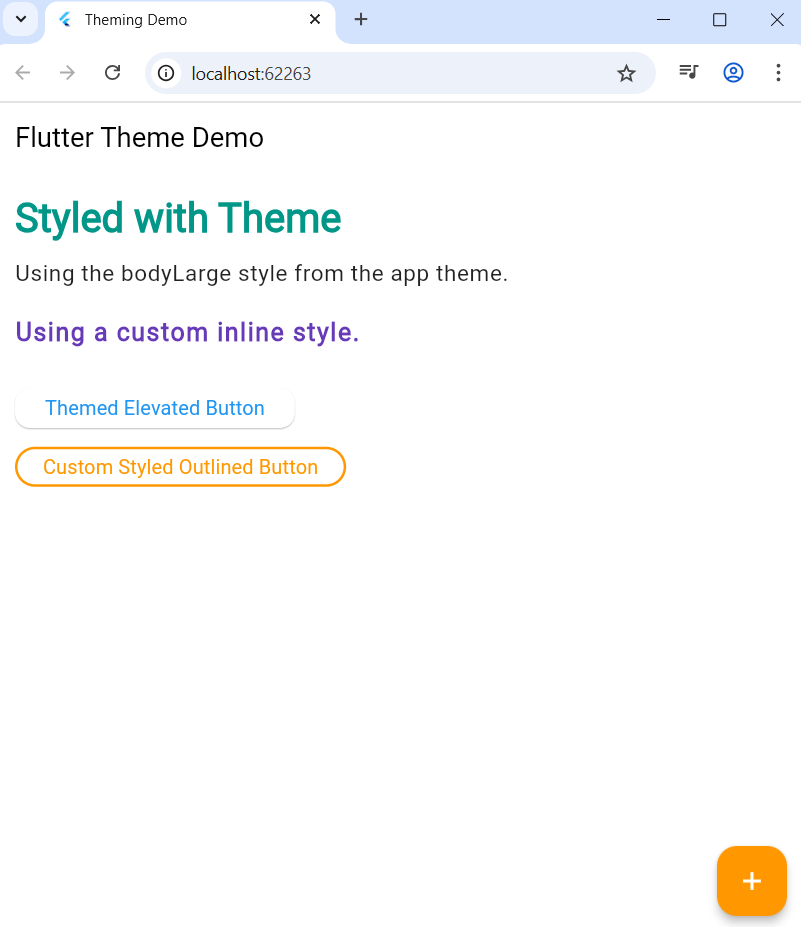 Theming Demo
localhost:62263
Flutter Theme Demo
Styled with Theme
Using the bodyLarge style from the app theme.
Using a custom inline style.
Themed Elevated Button
Custom Styled Outlined Button